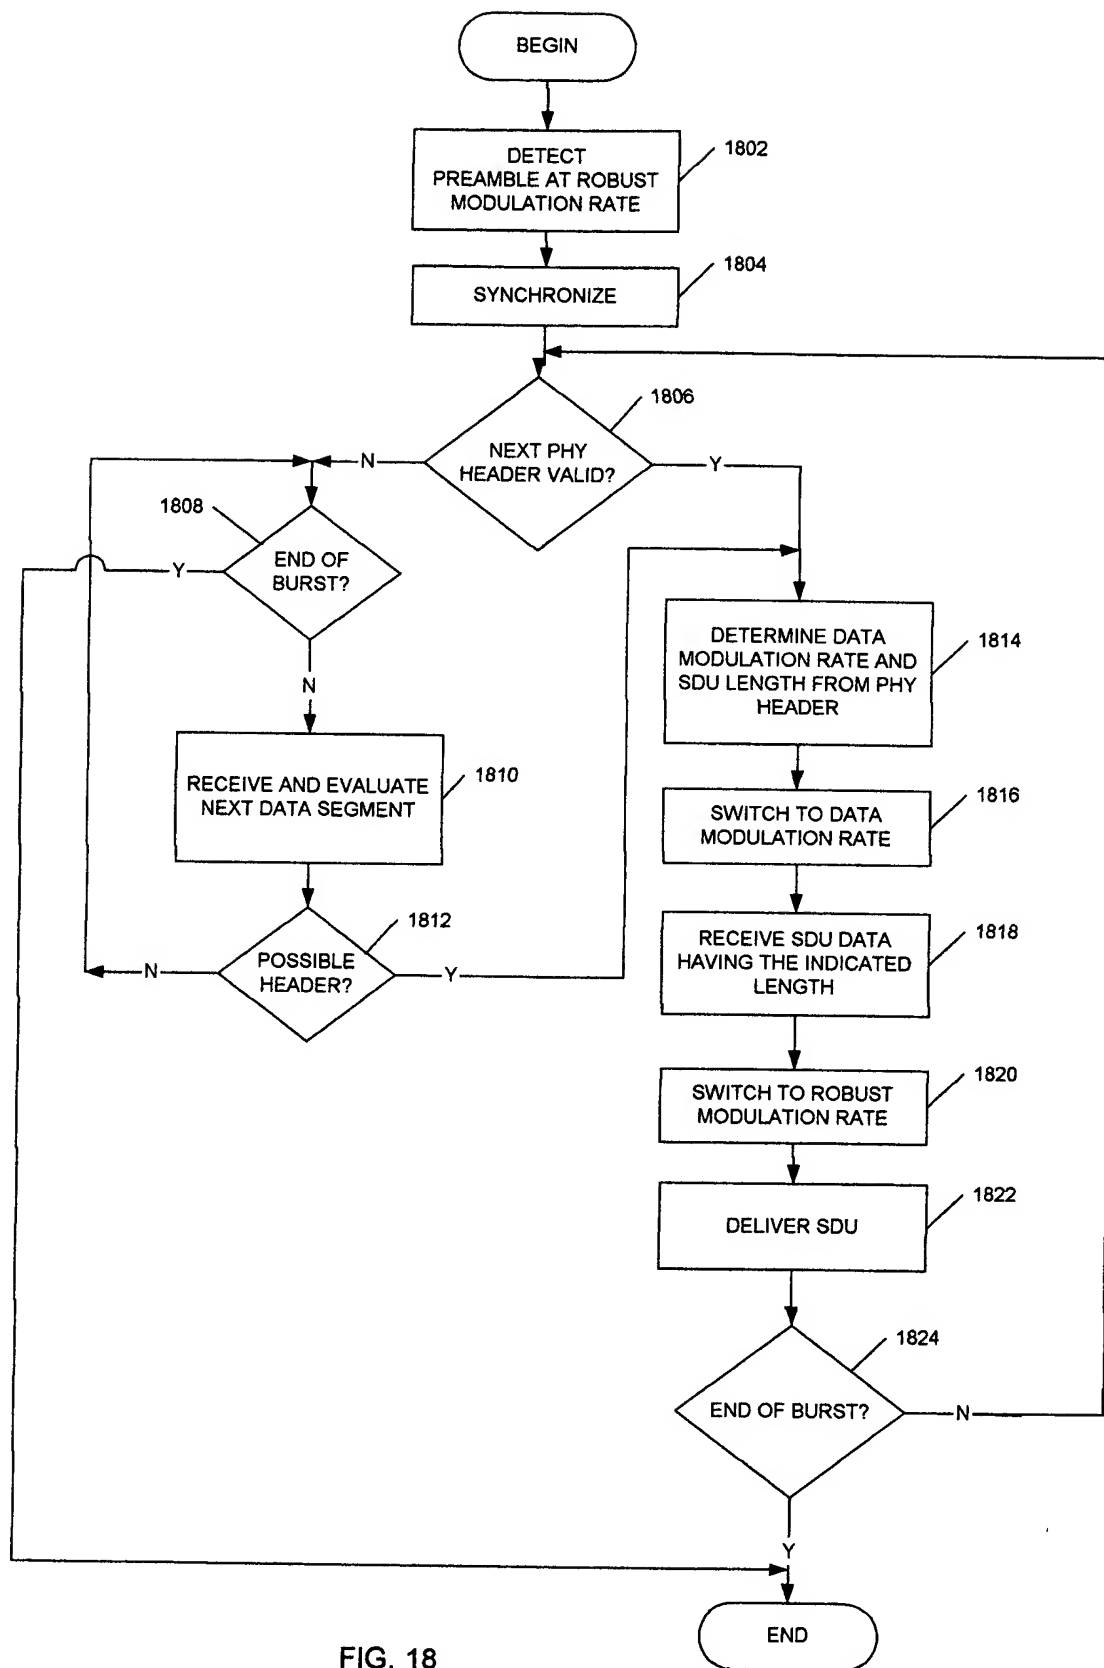 BEGIN
DETECT
PREAMBLE AT ROBUST
MODULATION RATE
1802
SYNCHRONIZE
1804
NEXT PHY
HEADER VALID?
1806
N
Y
1808
END OF
BURST?
Y
N
RECEIVE AND EVALUATE
NEXT DATA SEGMENT
1810
POSSIBLE
HEADER?
1812
N
Y
DETERMINE DATA
MODULATION RATE AND
SDU LENGTH FROM PHY
HEADER
1814
SWITCH TO DATA
MODULATION RATE
1816
RECEIVE SDU DATA
HAVING THE INDICATED
LENGTH
1818
SWITCH TO ROBUST
MODULATION RATE
1820
DELIVER SDU
1822
END OF BURST?
1824
N
Y
END
FIG. 18